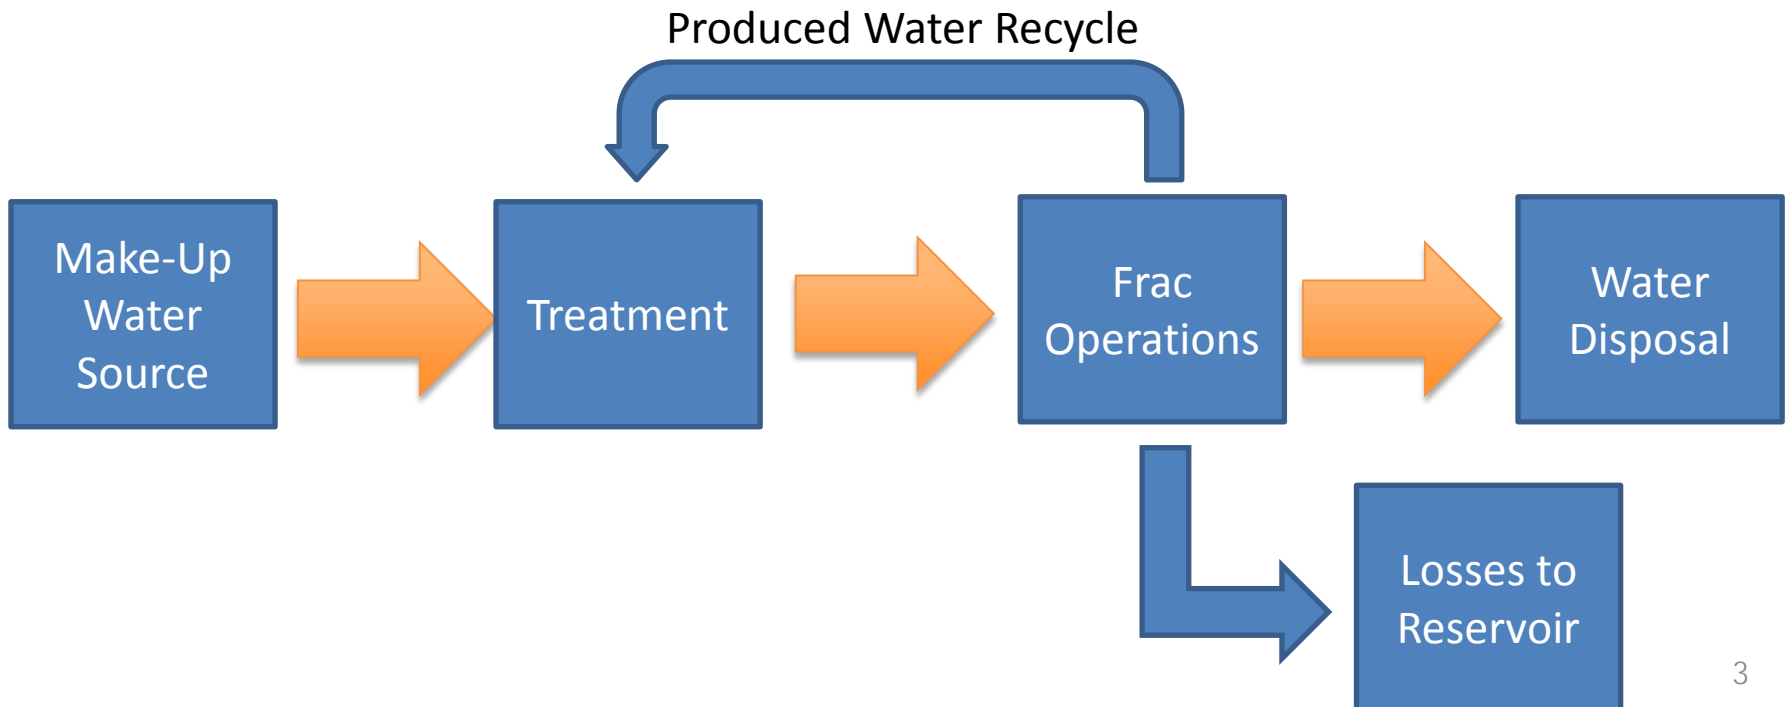 Produced Water Recycle
Make-Up
Water
Source
Treatment
Frac
Operations
Water
Disposal
Losses to
Reservoir
3